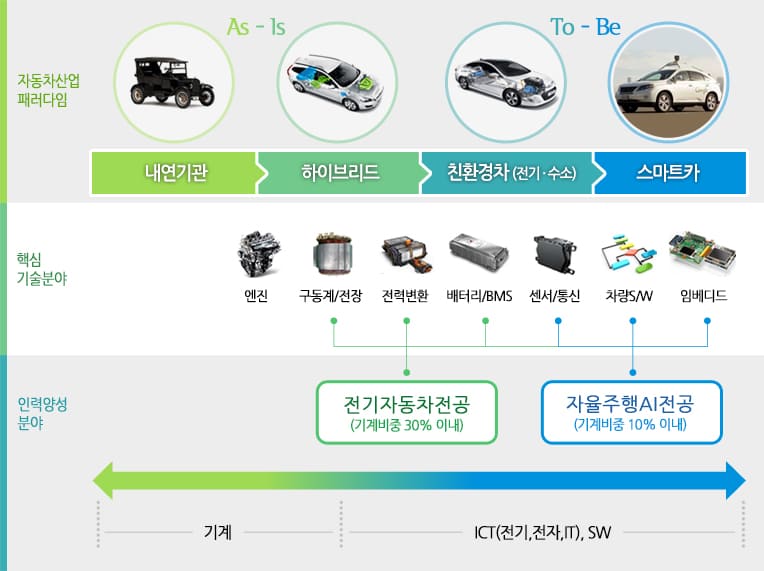 As - Is
To - Be
자동차산업
패러다임
내연기관
하이브리드
친환경차 (전기·수소)
스마트카
핵심
기술분야
엔진
구동계/전장
전력변환
배터리/BMS
센서/통신
차량S/W
임베디드
인력양성
분야
전기자동차전공
(기계비중 30% 이내)
자율주행AI전공
(기계비중 10% 이내)
기계
ICT(전기,전자,IT), SW